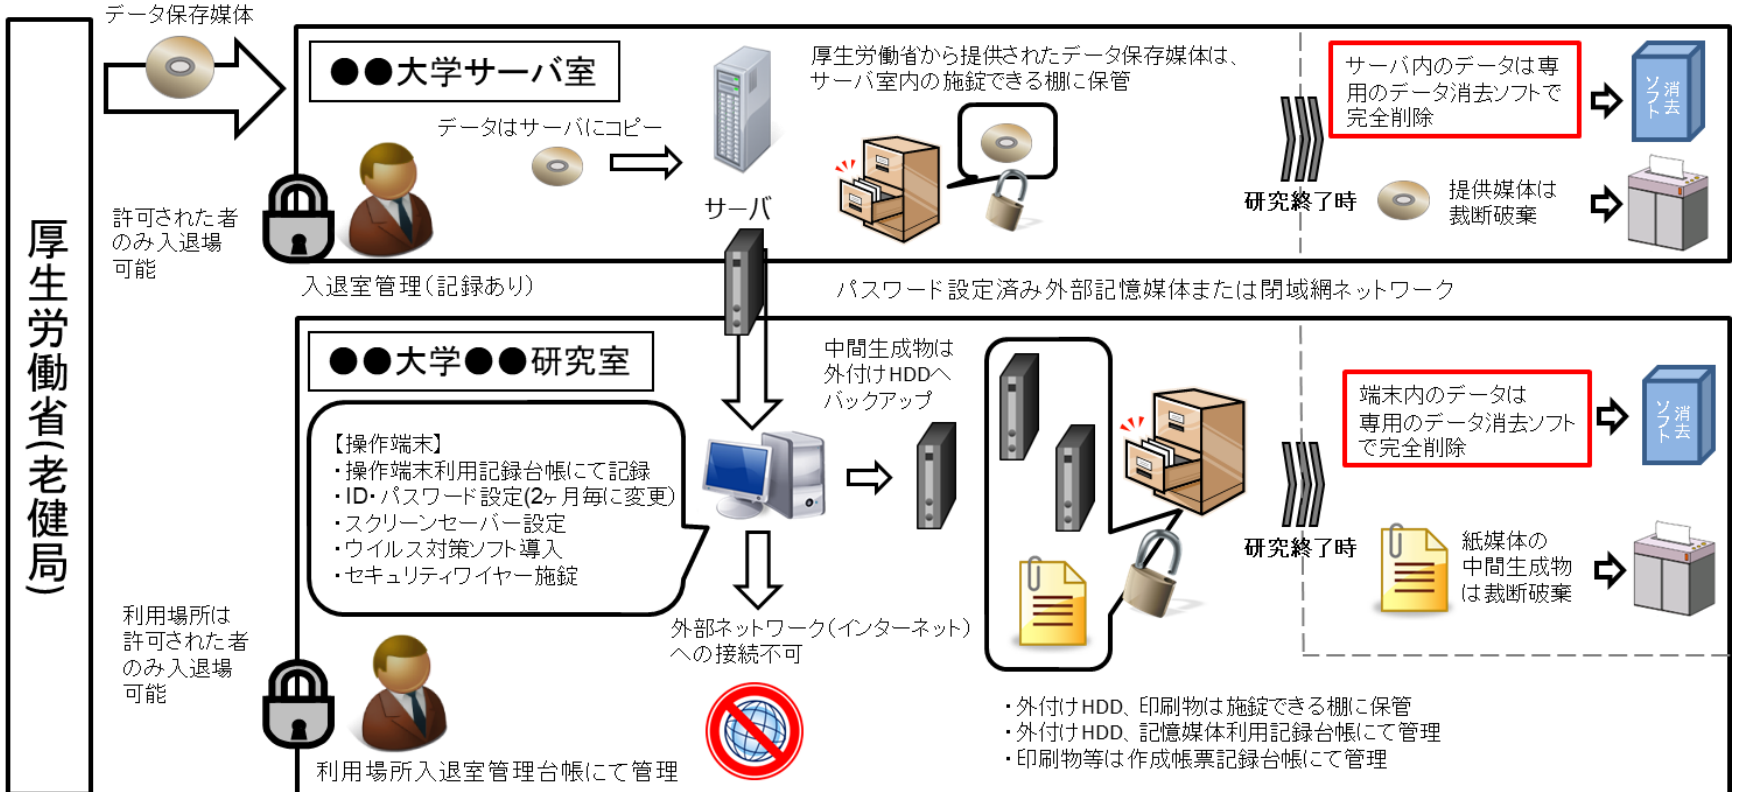 データ保存媒体
厚生労働省(老健局)
●●大学サーバ室
データはサーバにコピー
サーバ
厚生労働省から提供されたデータ保存媒体は、
サーバ室内の施錠できる棚に保管
研究終了時
サーバ内のデータは専
用のデータ消去ソフトで
完全削除
消去
ソフト
提供媒体は
裁断破棄
許可された者
のみ入退場
可能
入退室管理(記録あり)
パスワード設定済み外部記憶媒体または閉域網ネットワーク
●●大学●●研究室
【操作端末】
・操作端末利用記録台帳にて記録
・ID・パスワード設定(2ヶ月毎に変更)
・スクリーンセーバー設定
・ウイルス対策ソフト導入
・セキュリティワイヤー施錠
中間生成物は
外付けHDDへ
バックアップ
外部ネットワーク(インターネット)
への接続不可
研究終了時
端末内のデータは
専用のデータ消去ソフト
で完全削除
消去
ソフト
紙媒体の
中間生成物
は裁断破棄
利用場所は
許可された者
のみ入退場
可能
利用場所入退室管理台帳にて管理
・外付けHDD、印刷物は施錠できる棚に保管
・外付けHDD、記憶媒体利用記録台帳にて管理
・印刷物等は作成帳票記録台帳にて管理